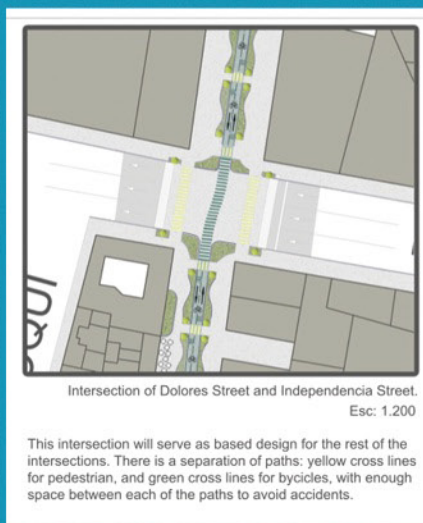 QUI
Intersection of Dolores Street and Independencia Street.
Esc: 1.200
This intersection will serve as based design for the rest of the
intersections. There is a separation of paths: yellow cross lines
for pedestrian, and green cross lines for bycicles, with enough
space between each of the paths to avoid accidents.